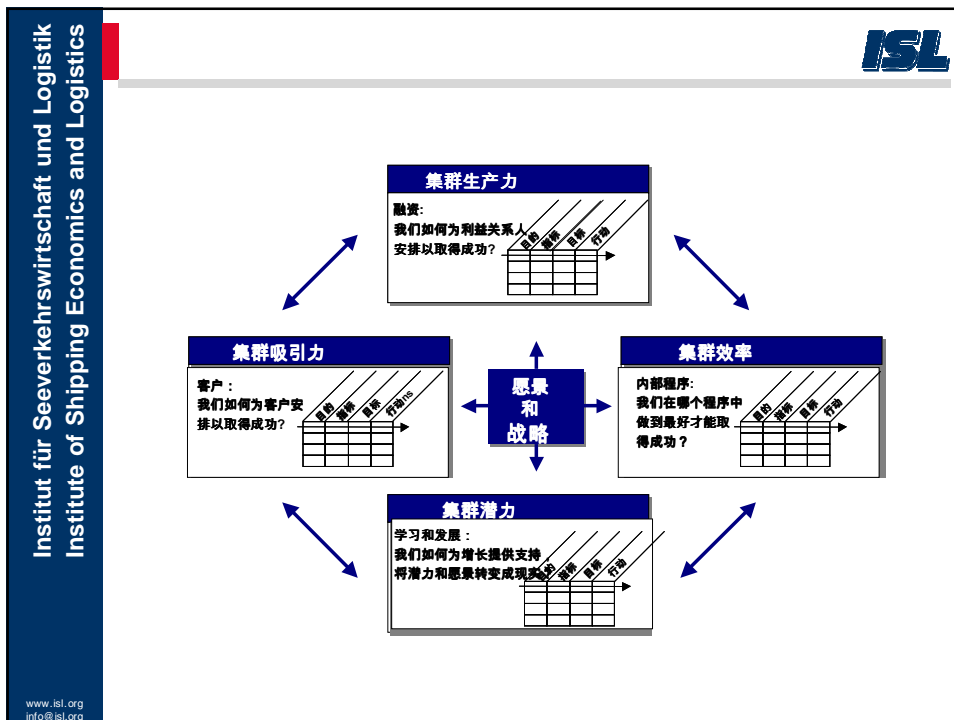 Institut für Seeverkehrswirtschaft und Logistik
Institute of Shipping Economics and Logistics
ISL
集群生产力
融资:
我们如何为利益关系人
安排以取得成功?
目的 指标 目标 行动
集群吸引力
客户：
我们如何为客户安
排以取得成功?
目的 指标 目标 行动ns
愿景
和
战略
集群效率
内部程序:
我们在哪个程序中
做到最好才能取
得成功？
目的 指标 目标 行动
集群潜力
学习和发展：
我们如何为增长提供支持，
将潜力和愿景转变成现实
目的 指标 目标 行动
www.isl.org
info@isl.org